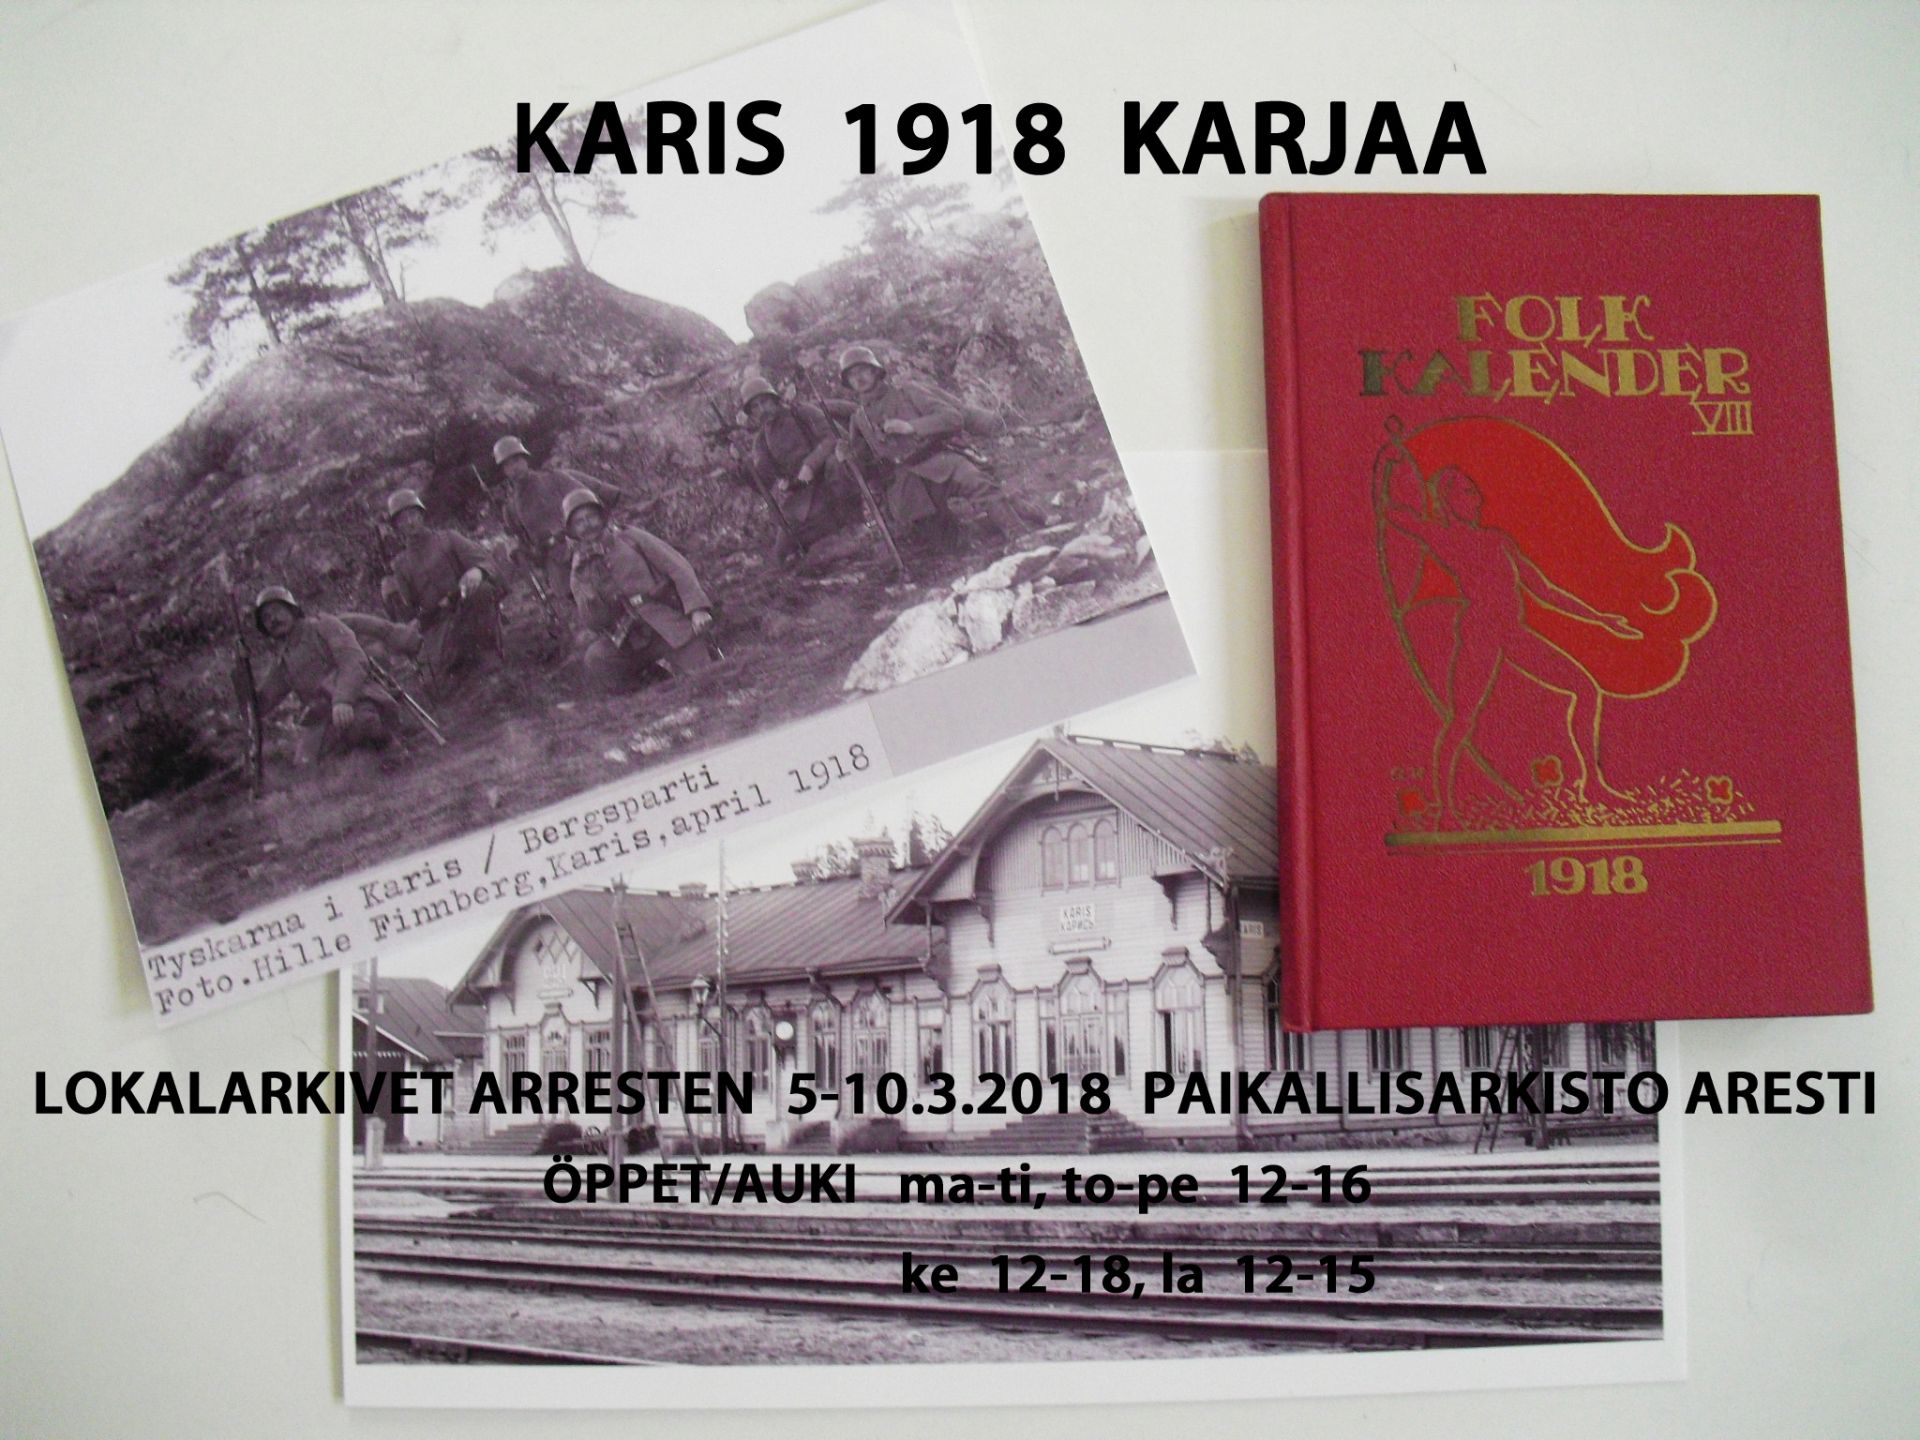 KARIS 1918 KARJAA
FOLK
KALENDER
VIII
1918
Tyskarna i Karis / Bergsparti
Foto.Hille Finnberg,Karis,april 1918
KARIS
КАРИСЪ
KARIS
LOKALARKIVET ARRESTEN 5-10.3.2018 PAIKALLISARKISTO ARESTI
ÖPPET/AUKI ma-ti, to-pe 12-16
ke 12-18, la 12-15